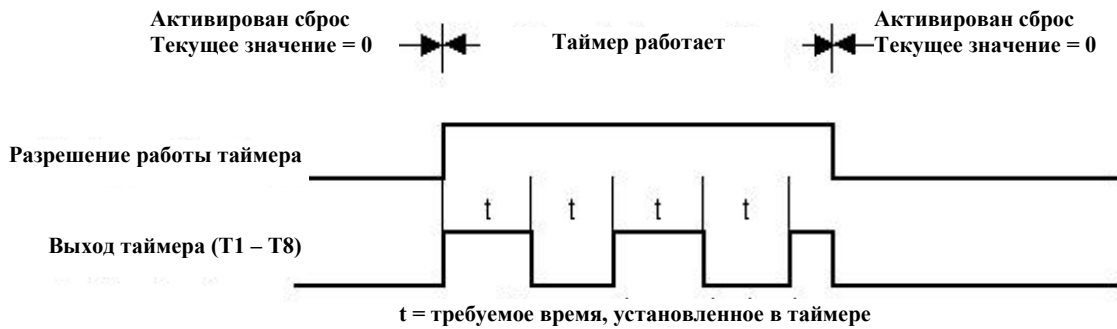 Активирован сброс
Текущее значение = 0
Таймер работает
Активирован сброс
Текущее значение = 0
Разрешение работы таймера
t t t t
Выход таймера (T1 – T8)
t = требуемое время, установленное в таймере